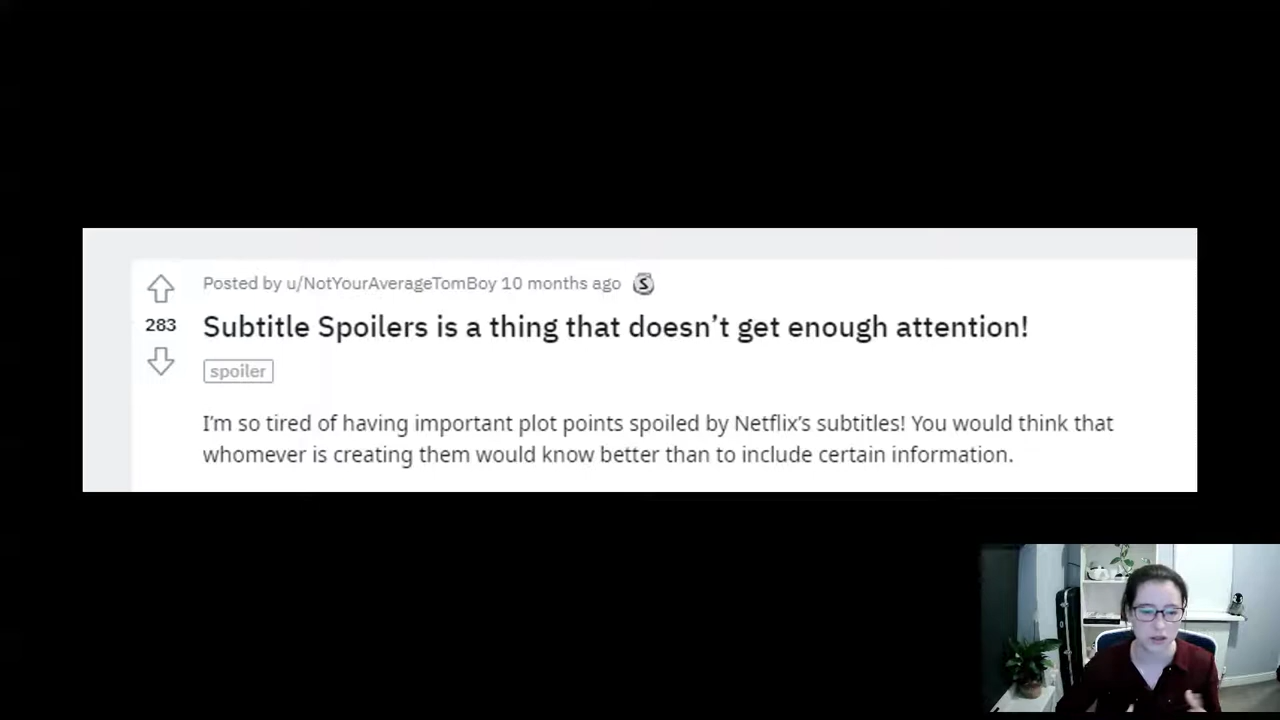 Posted by u/NotYourAverageTomBoy 10 months ago S
283
Subtitle Spoilers is a thing that doesn’t get enough attention!
spoiler
I’m so tired of having important plot points spoiled by Netflix’s subtitles! You would think that
whomever is creating them would know better than to include certain information.